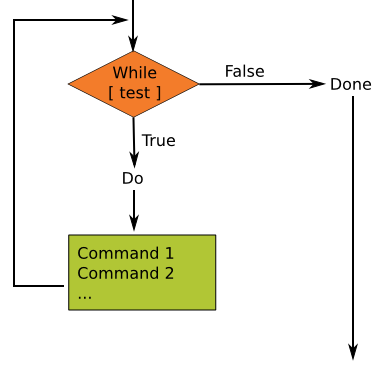 While
[ test ]
False
Done
True
Do
Command 1
Command 2
...